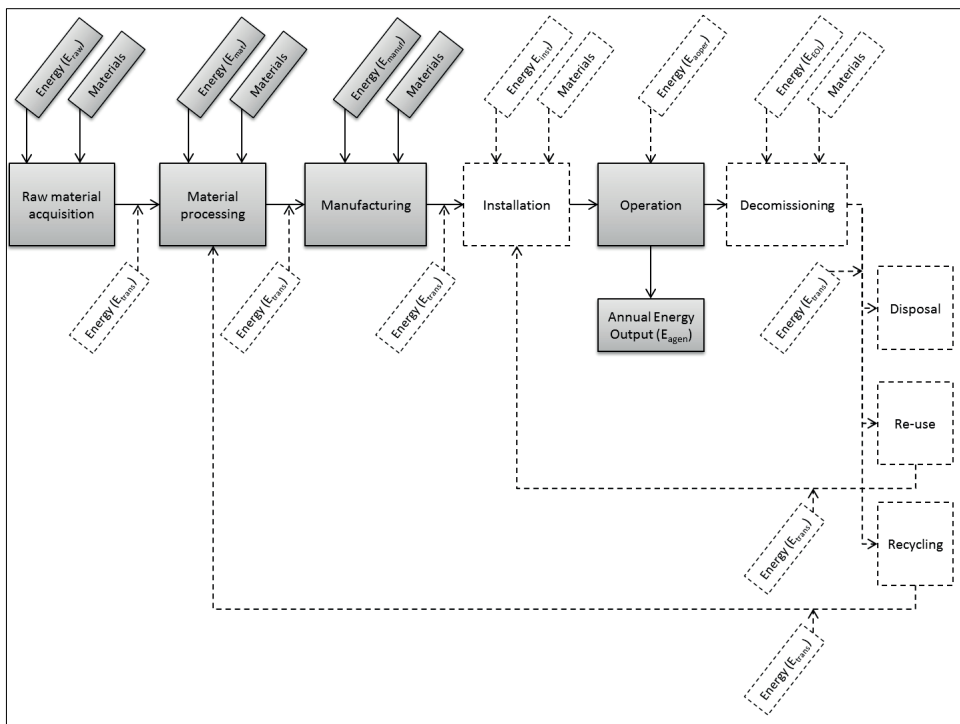 Energy (E_raw)
Materials
Energy (E_mat)
Materials
Energy (E_manuf)
Materials
Energy E_inst)
Materials
Energy (E_aoper)
Energy (E_EOL)
Materials
Raw material
acquisition
Material
processing
Manufacturing
Installation
Operation
Decomissioning
Energy (E_trans)
Energy (E_trans)
Energy (E_trans)
Energy (E_trans)
Annual Energy
Output (E_agen)
Disposal
Re-use
Energy (E_trans)
Recycling
Energy (E_trans)